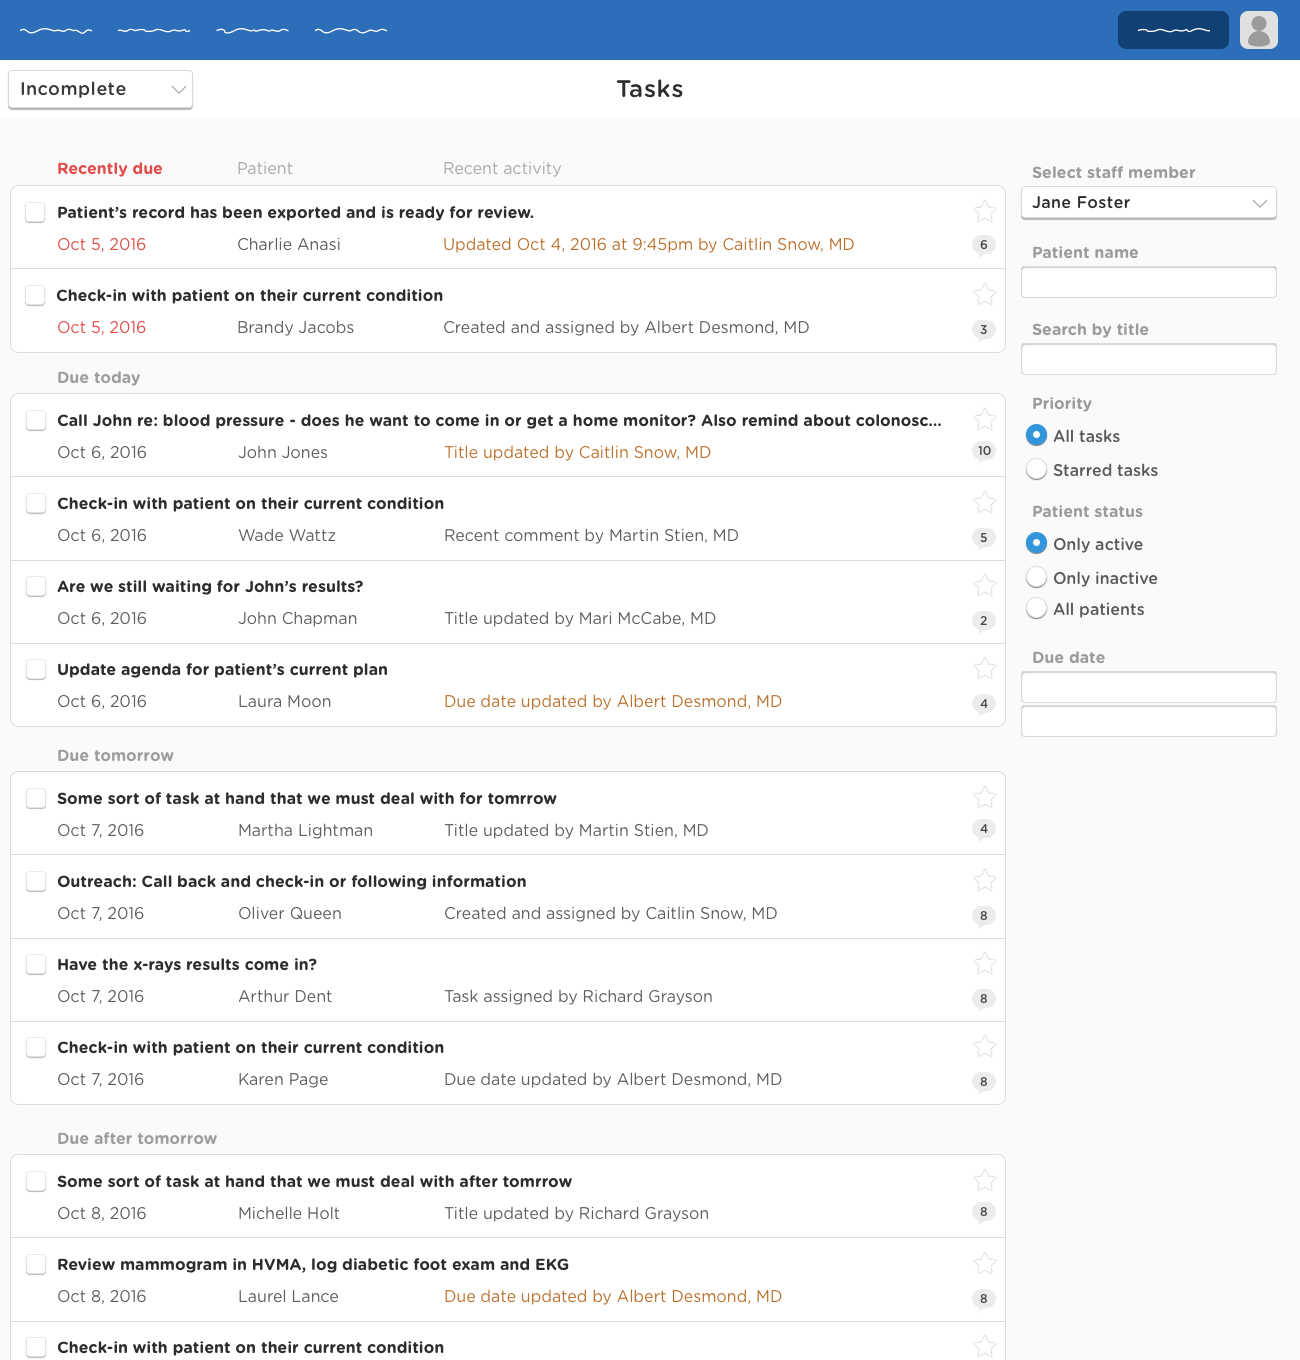 Incomplete
Tasks
Recently due Patient Recent activity
Patient’s record has been exported and is ready for review.
Oct 5, 2016 Charlie Anasi Updated Oct 4, 2016 at 9:45pm by Caitlin Snow, MD 6
Check-in with patient on their current condition
Oct 5, 2016 Brandy Jacobs Created and assigned by Albert Desmond, MD 3
Due today
Call John re: blood pressure - does he want to come in or get a home monitor? Also remind about colonosc...
Oct 6, 2016 John Jones Title updated by Caitlin Snow, MD 10
Check-in with patient on their current condition
Oct 6, 2016 Wade Wattz Recent comment by Martin Stien, MD 5
Are we still waiting for John’s results?
Oct 6, 2016 John Chapman Title updated by Mari McCabe, MD 2
Update agenda for patient’s current plan
Oct 6, 2016 Laura Moon Due date updated by Albert Desmond, MD 4
Due tomorrow
Some sort of task at hand that we must deal with for tomrrow
Oct 7, 2016 Martha Lightman Title updated by Martin Stien, MD 4
Outreach: Call back and check-in or following information
Oct 7, 2016 Oliver Queen Created and assigned by Caitlin Snow, MD 8
Have the x-rays results come in?
Oct 7, 2016 Arthur Dent Task assigned by Richard Grayson 8
Check-in with patient on their current condition
Oct 7, 2016 Karen Page Due date updated by Albert Desmond, MD 8
Due after tomorrow
Some sort of task at hand that we must deal with after tomrrow
Oct 8, 2016 Michelle Holt Title updated by Richard Grayson 8
Review mammogram in HVMA, log diabetic foot exam and EKG
Oct 8, 2016 Laurel Lance Due date updated by Albert Desmond, MD 8
Check-in with patient on their current condition
Select staff member
Jane Foster
Patient name
Search by title
Priority
All tasks
Starred tasks
Patient status
Only active
Only inactive
All patients
Due date